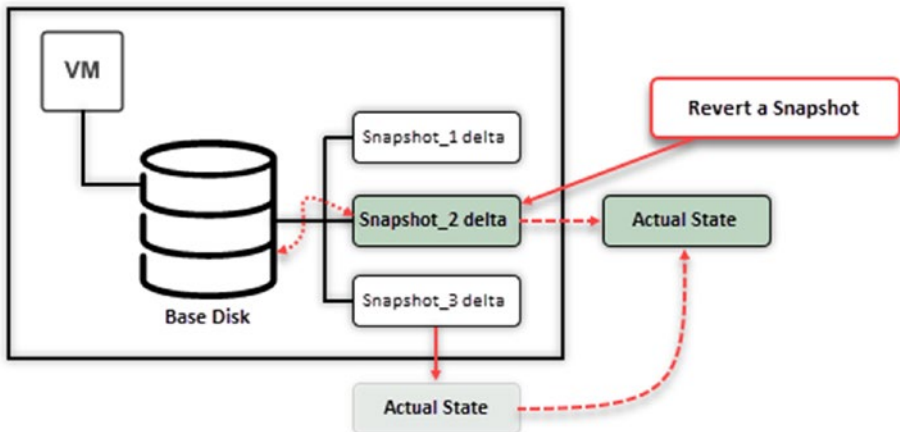 VM
Snapshot_1 delta
Revert a Snapshot
Snapshot_2 delta
Actual State
Snapshot_3 delta
Base Disk
Actual State